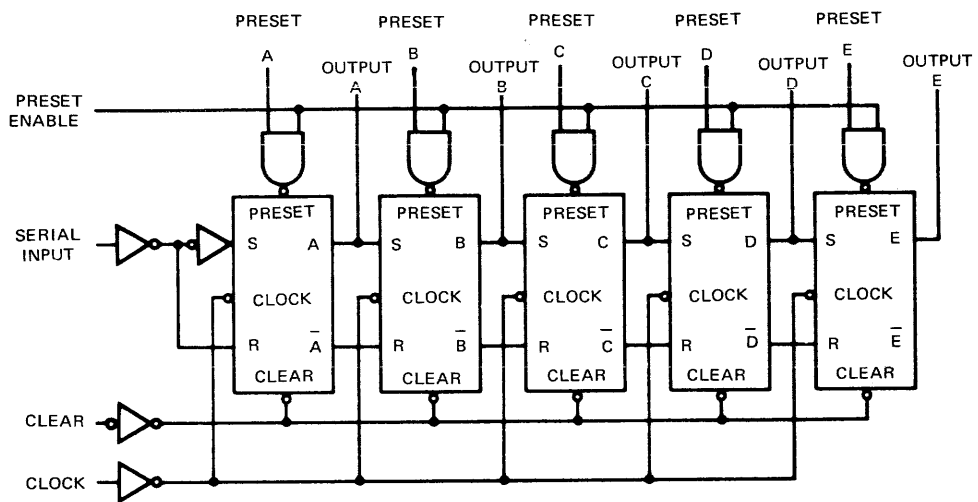 PRESET PRESET PRESET PRESET PRESET
A B C D E
OUTPUT OUTPUT OUTPUT OUTPUT OUTPUT
A B C D E
PRESET
ENABLE
PRESET PRESET PRESET PRESET PRESET
SERIAL
INPUT
S A S B S C S D S E
CLOCK CLOCK CLOCK CLOCK CLOCK
R A̅ R B̅ R C̅ R D̅ R E̅
CLEAR CLEAR CLEAR CLEAR CLEAR
CLEAR
CLOCK